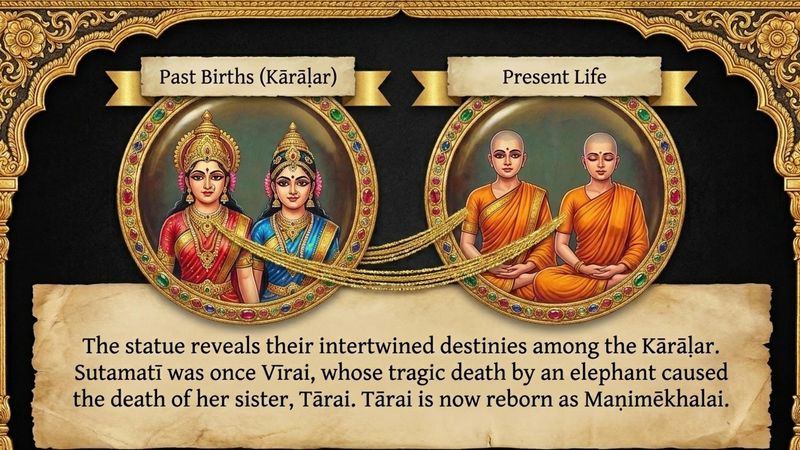 Past Births (Kārāḷar)
Present Life
The statue reveals their intertwined destinies among the Kārāḷar.
Sutamatī was once Vīrai, whose tragic death by an elephant caused
the death of her sister, Tārai. Tārai is now reborn as Maṇimēkhalai.